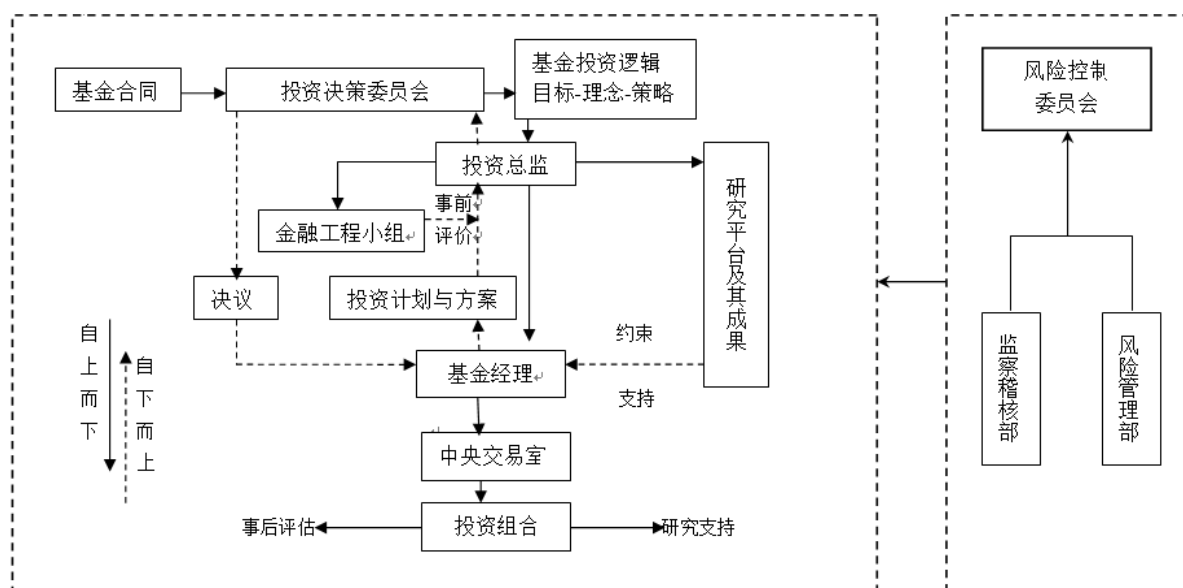 基金合同
投资决策委员会
基金投资逻辑
目标-理念-策略
投资总监
事前
金融工程小组
评价
研究平台及其成果
决议
投资计划与方案
约束
基金经理
支持
自上而下
自下而上
中央交易室
投资组合
事后评估
研究支持
风险控制
委员会
监察稽核部
风险管理部